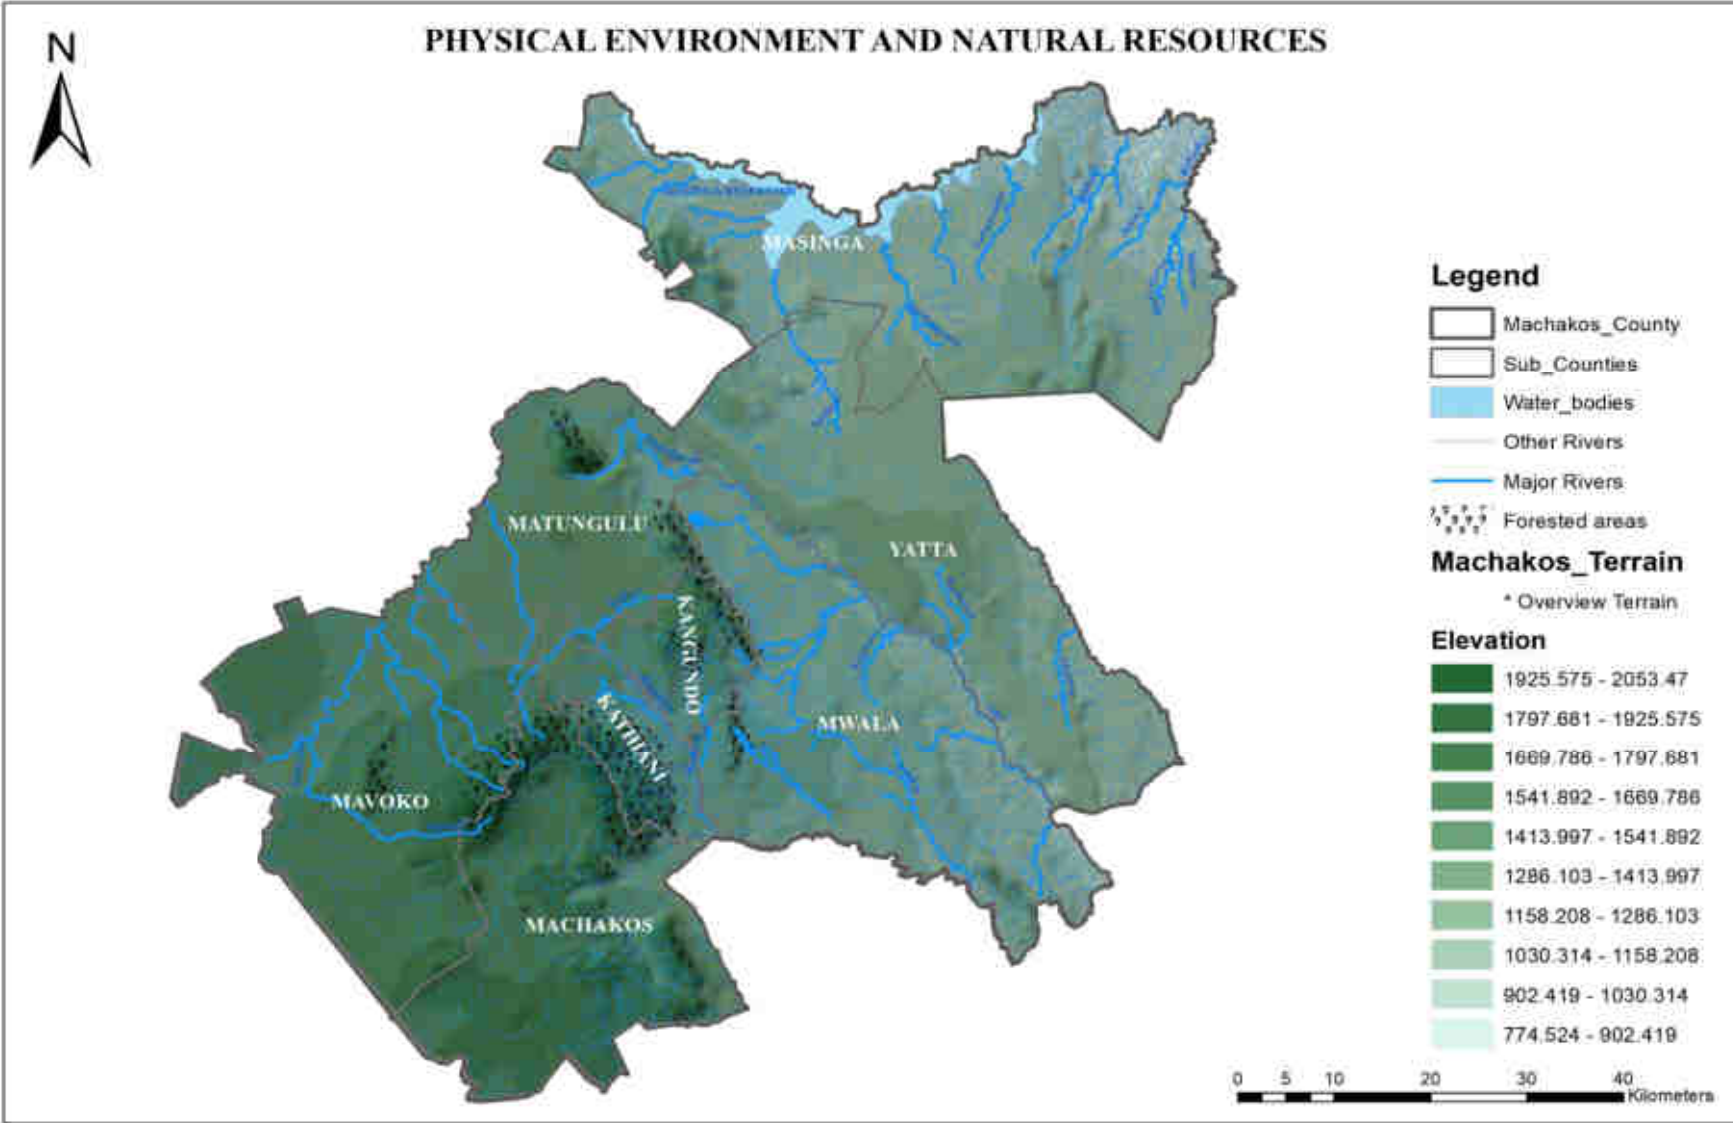 N
PHYSICAL ENVIRONMENT AND NATURAL RESOURCES
MASINGA
MATUNGULU
YATTA
KANGUNDO
KATHIANI
MWALA
MAVOKO
MACHAKOS
Legend
Machakos_County
Sub_Counties
Water_bodies
Other Rivers
Major Rivers
Forested areas
Machakos_Terrain
* Overview Terrain
Elevation
1925.575 - 2053.47
1797.681 - 1925.575
1669.786 - 1797.681
1541.892 - 1669.786
1413.997 - 1541.892
1286.103 - 1413.997
1158.208 - 1286.103
1030.314 - 1158.208
902.419 - 1030.314
774.524 - 902.419
0 5 10 20 30 40
Kilometers